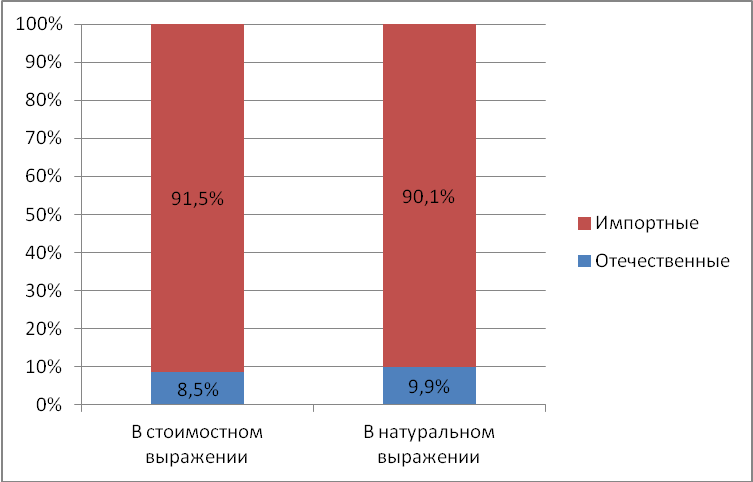 100%
90%
80%
70%
60%
50%
40%
30%
20%
10%
0%
91,5%
90,1%
8,5%
9,9%
В стоимостном
выражении
В натуральном
выражении
Импортные
Отечественные